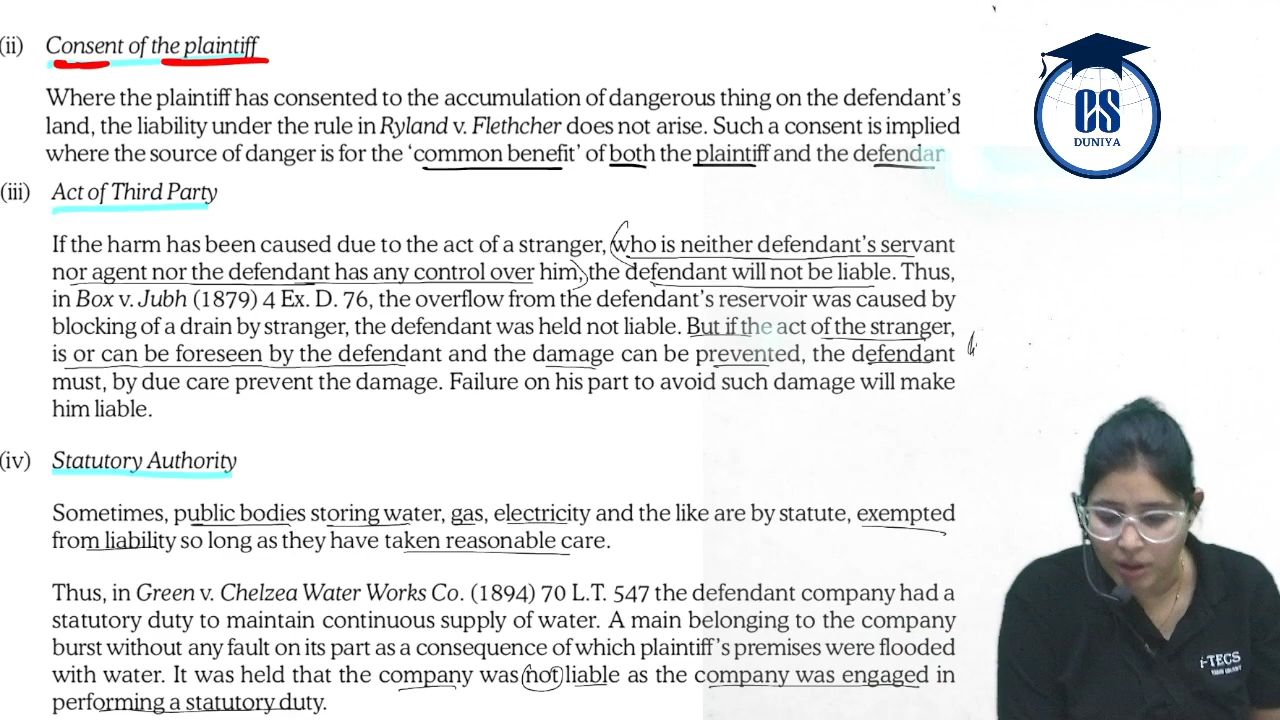 (ii) Consent of the plaintiff
Where the plaintiff has consented to the accumulation of dangerous thing on the defendant's
land, the liability under the rule in Ryland v. Flethcher does not arise. Such a consent is implied
where the source of danger is for the 'common benefit' of both the plaintiff and the defendar
(iii) Act of Third Party
If the harm has been caused due to the act of a stranger, who is neither defendant's servant
nor agent nor the defendant has any control over him, the defendant will not be liable. Thus,
in Box v. Jubh (1879) 4 Ex. D. 76, the overflow from the defendant's reservoir was caused by
blocking of a drain by stranger, the defendant was held not liable. But if the act of the stranger,
is or can be foreseen by the defendant and the damage can be prevented, the defendant
must, by due care prevent the damage. Failure on his part to avoid such damage will make
him liable.
(iv) Statutory Authority
Sometimes, public bodies storing water, gas, electricity and the like are by statute, exempted
from liability so long as they have taken reasonable care.
Thus, in Green v. Chelzea Water Works Co. (1894) 70 L.T. 547 the defendant company had a
statutory duty to maintain continuous supply of water. A main belonging to the company
burst without any fault on its part as a consequence of which plaintiff's premises were flooded
with water. It was held that the company was not liable as the company was engaged in
performing a statutory duty.
CS
DUNIYA
i-TECS